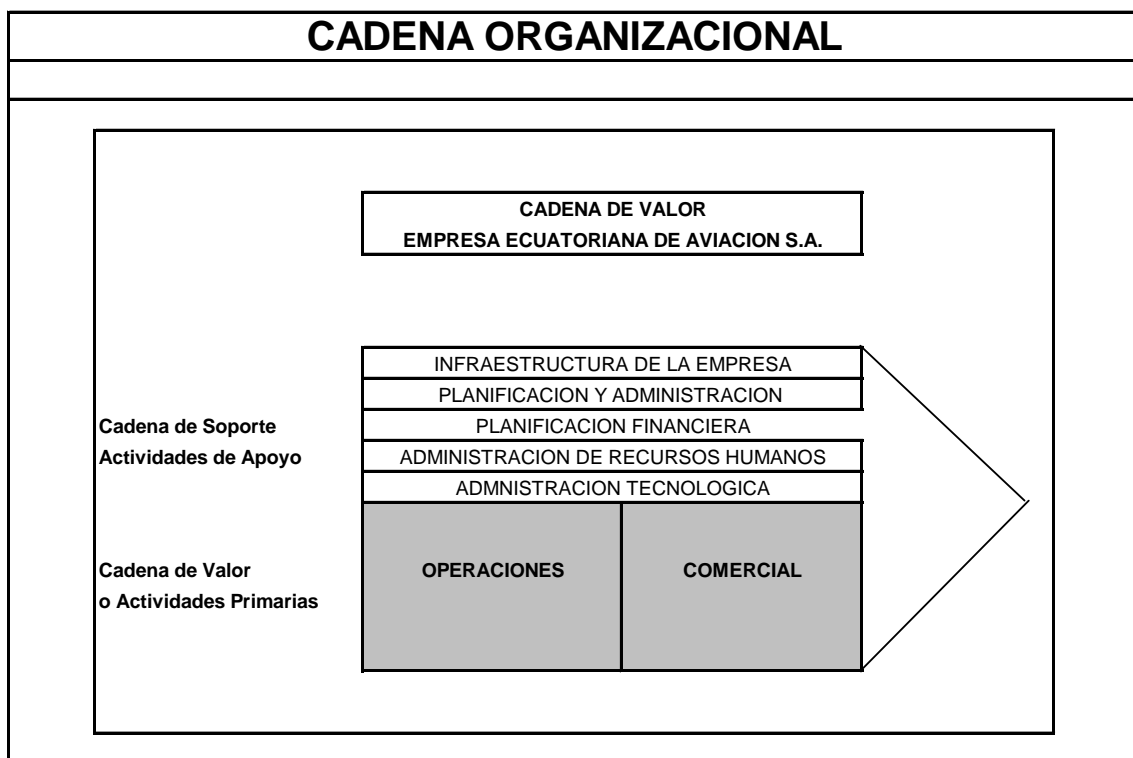 CADENA ORGANIZACIONAL
CADENA DE VALOR
EMPRESA ECUATORIANA DE AVIACION S.A.
INFRAESTRUCTURA DE LA EMPRESA
PLANIFICACION Y ADMINISTRACION
Cadena de Soporte
PLANIFICACION FINANCIERA
Actividades de Apoyo
ADMINISTRACION DE RECURSOS HUMANOS
ADMNISTRACION TECNOLOGICA
Cadena de Valor
o Actividades Primarias
OPERACIONES
COMERCIAL